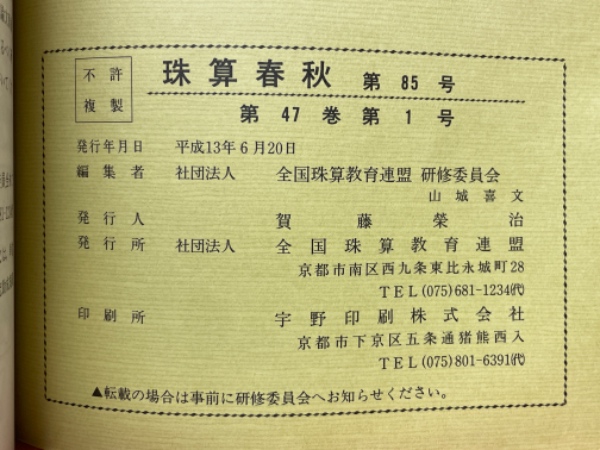 不許
複製
珠算春秋 第85号
第47巻第1号
発行年月日 平成13年6月20日
編集者 社団法人 全国珠算教育連盟 研修委員会
山城喜文
発行人 賀藤榮治
発行所 社団法人 全国珠算教育連盟
京都市南区西九条東比永城町28
TEL(075)681-1234㈹
印刷所 宇野印刷株式会社
京都市下京区五条通猪熊西入
TEL(075)801-6391㈹
▲転載の場合は事前に研修委員会へお知らせください。